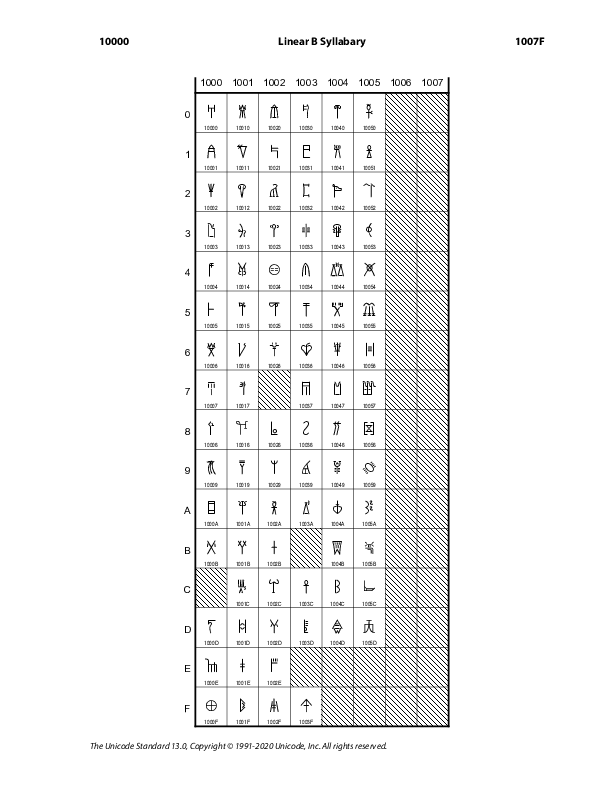 10000 Linear B Syllabary 1007F
1000 1001 1002 1003 1004 1005 1006 1007
0 𐀀 𐀐 𐀠 𐀰 𐁀 𐁐
10000 10010 10020 10030 10040 10050
1 𐀁 𐀑 𐀡 𐀱 𐁁 𐁑
10001 10011 10021 10031 10041 10051
2 𐀂 𐀒 𐀢 𐀲 𐁂 𐁒
10002 10012 10022 10032 10042 10052
3 𐀃 𐀓 𐀣 𐀳 𐁃 𐁓
10003 10013 10023 10033 10043 10053
4 𐀄 𐀔 𐀤 𐀴 𐁄 𐁔
10004 10014 10024 10034 10044 10054
5 𐀅 𐀕 𐀥 𐀵 𐁅 𐁕
10005 10015 10025 10035 10045 10055
6 𐀆 𐀖 𐀦 𐀶 𐁆 𐁖
10006 10016 10026 10036 10046 10056
7 𐀇 𐀗 𐀷 𐁇 𐁗
10007 10017 10037 10047 10057
8 𐀈 𐀘 𐀨 𐀸 𐁈 𐁘
10008 10018 10028 10038 10048 10058
9 𐀉 𐀙 𐀩 𐀹 𐁉 𐁙
10009 10019 10029 10039 10049 10059
A 𐀊 𐀚 𐀪 𐀺 𐁊 𐁚
1000A 1001A 1002A 1003A 1004A 1005A
B 𐀋 𐀛 𐀫 𐁋 𐁛
1000B 1001B 1002B 1004B 1005B
C 𐀜 𐀬 𐀼 𐁌 𐁜
1001C 1002C 1003C 1004C 1005C
D 𐀍 𐀝 𐀭 𐀽 𐁍 𐁝
1000D 1001D 1002D 1003D 1004D 1005D
E 𐀎 𐀞 𐀮
1000E 1001E 1002E
F 𐀏 𐀟 𐀯 𐀿
1000F 1001F 1002F 1003F
The Unicode Standard 13.0, Copyright © 1991-2020 Unicode, Inc. All rights reserved.